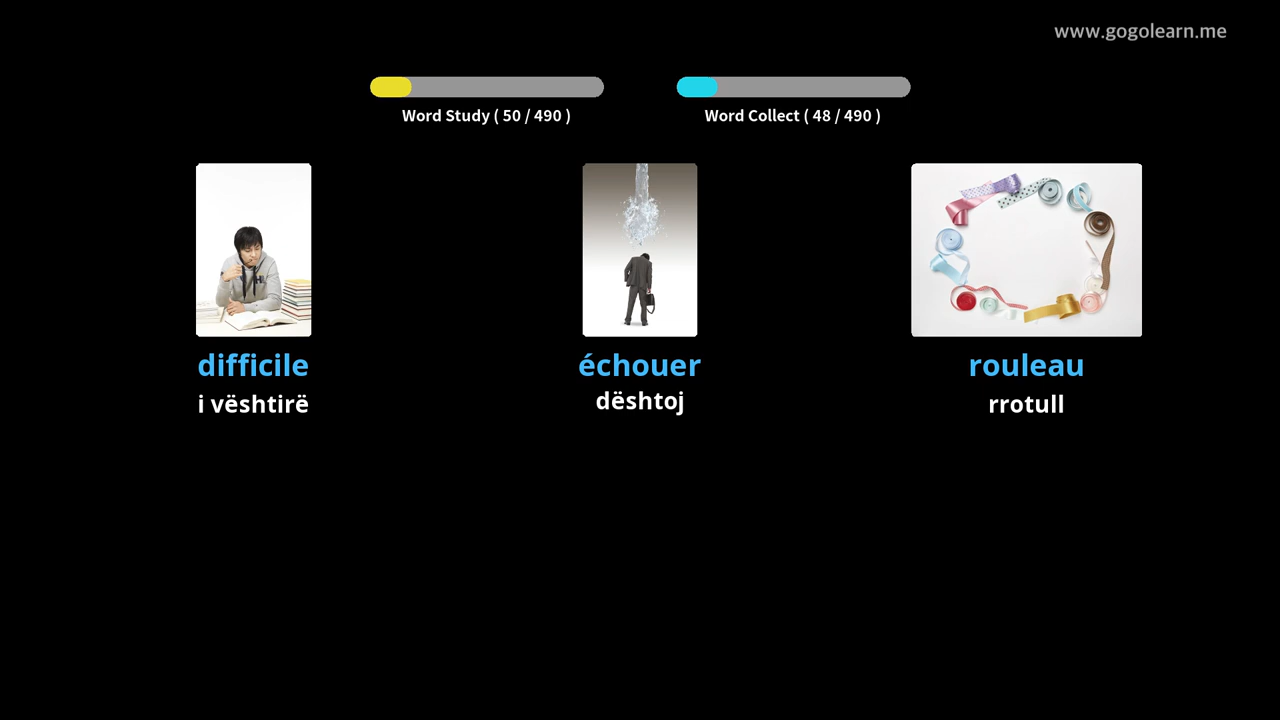 www.gogolearn.me
Word Study ( 50 / 490 )
Word Collect ( 48 / 490 )
difficile
i vështirë
échouer
dështoj
rouleau
rrotull